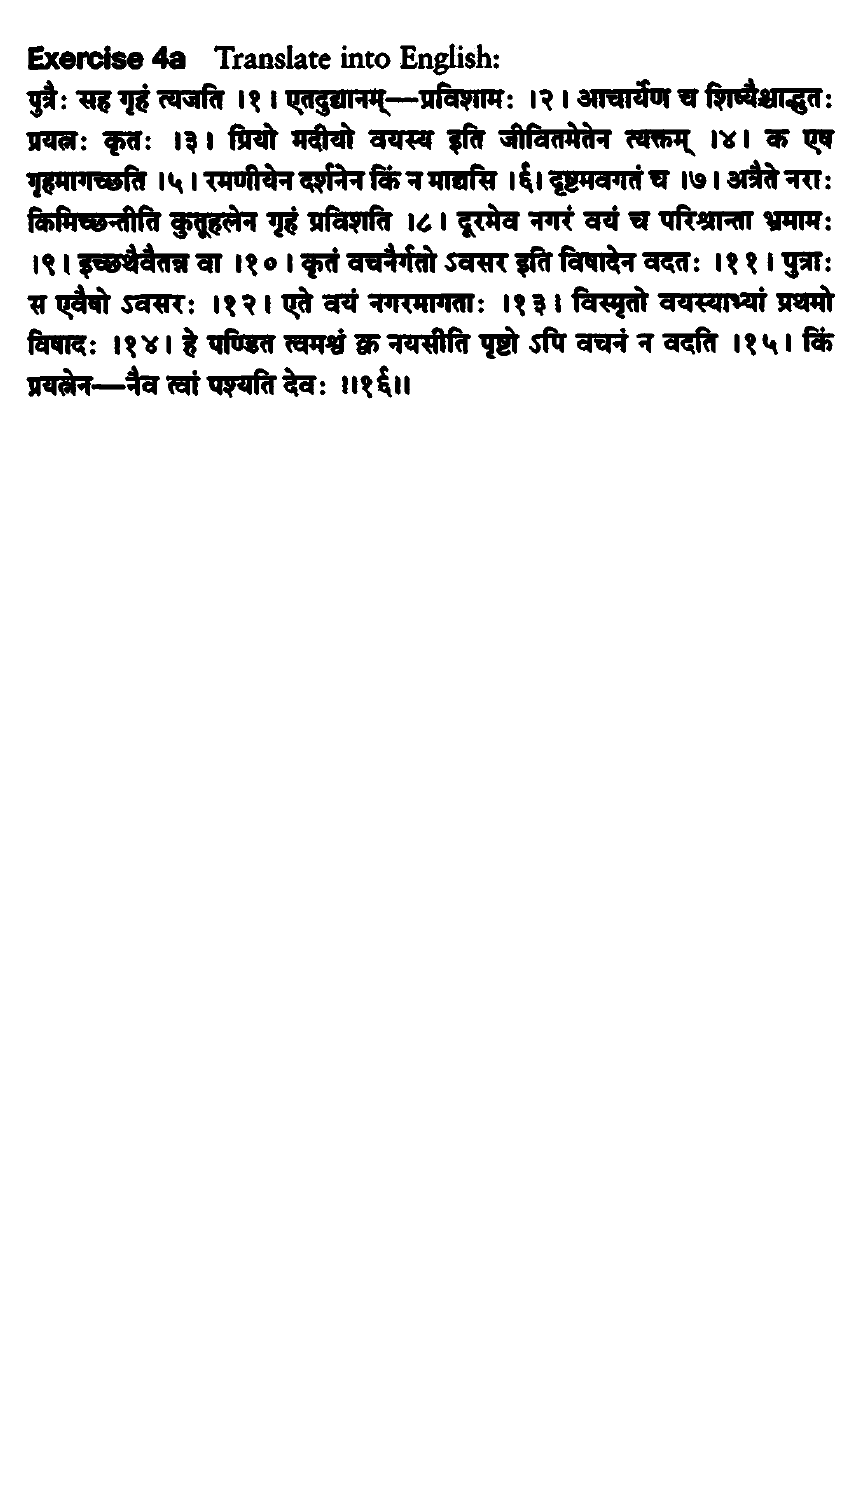 Exercise 4a Translate into English:
पुत्रैः सह गृहं त्यजति ।१। एतदुद्यानम्—प्रविशामः ।२। आचार्येण च शिष्यैश्चाद्भुतः
प्रयत्नः कृतः ।३। प्रियो मदीयो वयस्य इति जीवितमेतेन त्यक्तम् ।४। क एष
गृहमागच्छति ।५। रमणीयेन दर्शनेन किं न माद्यसि ।६। दृष्टमवगतं च ।७। अत्रैते नराः
किमिच्छन्तीति कुतूहलेन गृहं प्रविशति ।८। दूरमेव नगरं वयं च परिश्रान्ता भ्रमामः
।९। इच्छथैवैतन्न वा ।१०। कृतं वचनैर्गतो ऽवसर इति विषादेन वदतः ।११। पुत्राः
स एवैषो ऽवसरः ।१२। एते वयं नगरमागताः ।१३। विस्मृतो वयस्याभ्यां प्रथमो
विषादः ।१४। हे पण्डित त्वमश्वं क्व नयसीति पृष्टो ऽपि वचनं न वदति ।१५। किं
प्रयत्नेन—नैव त्वां पश्यति देवः ॥१६॥